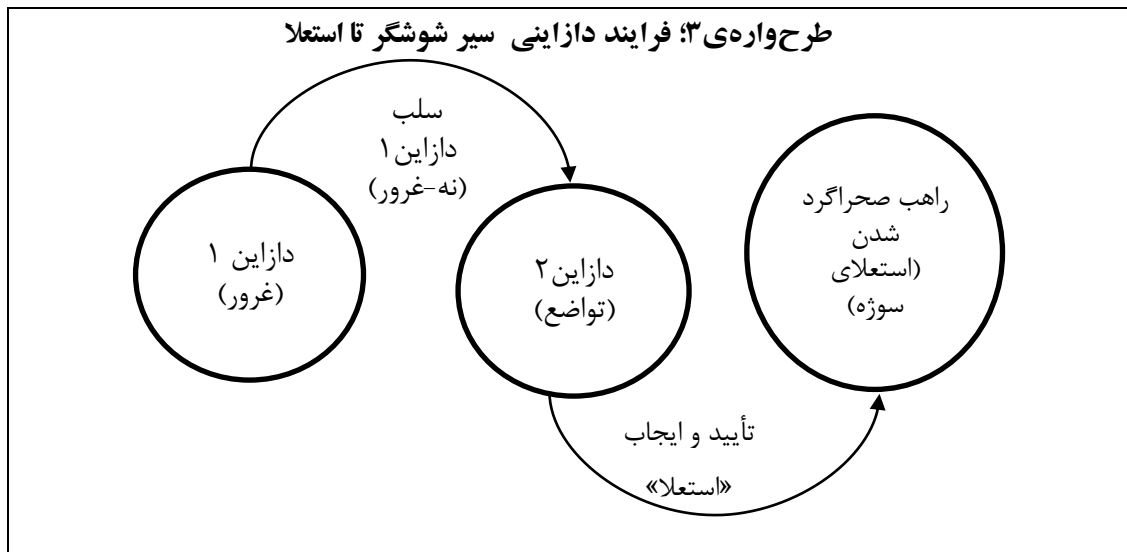 طرح‌واره‌ی۳؛ فرایند دازاینی سیر شوشگر تا استعلا
سلب
دازاین۱
(نه-غرور)
دازاین ۱
(غرور)
دازاین۲
(تواضع)
راهب صحراگرد
شدن
(استعلای
سوژه)
تأیید و ایجاب
«استعلا»